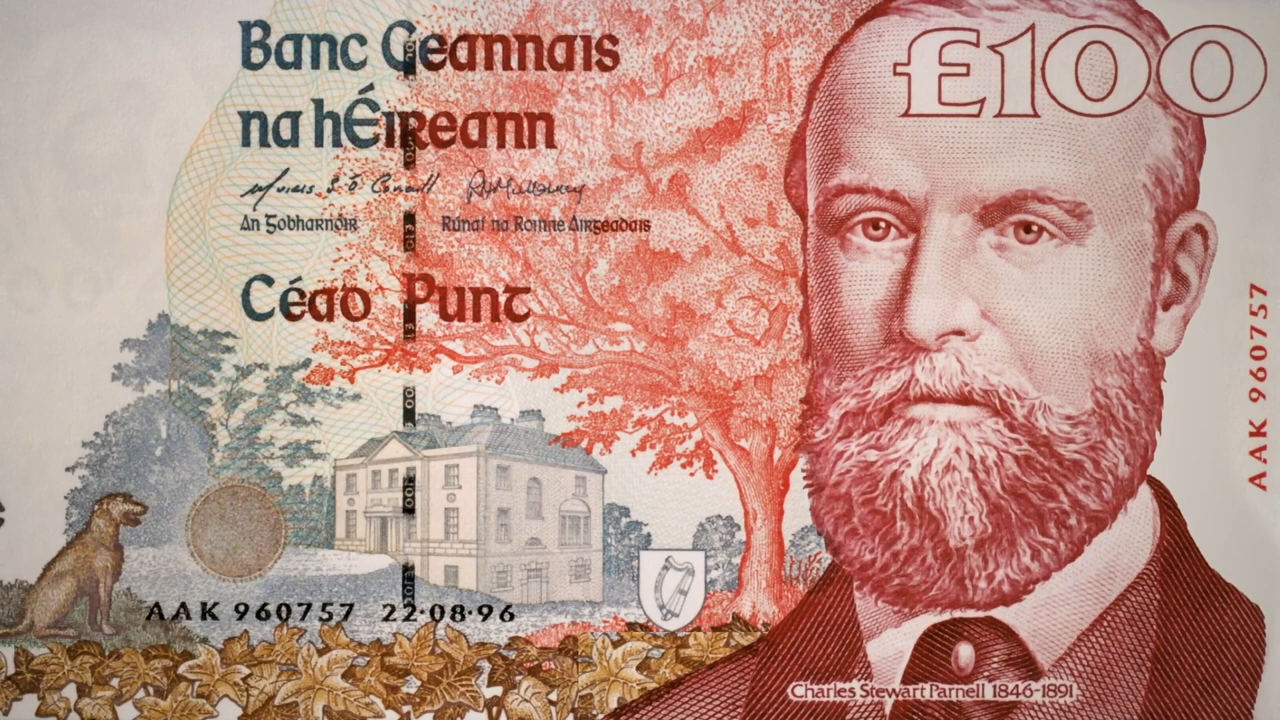 Banc Ceannais
£100
na hÉireann
An Gobharnóir Rúnaí na Roinne Airgeadais
Céad Punt
AAK 960757
AAK 960757 22·08·96
Charles Stewart Parnell 1846-1891